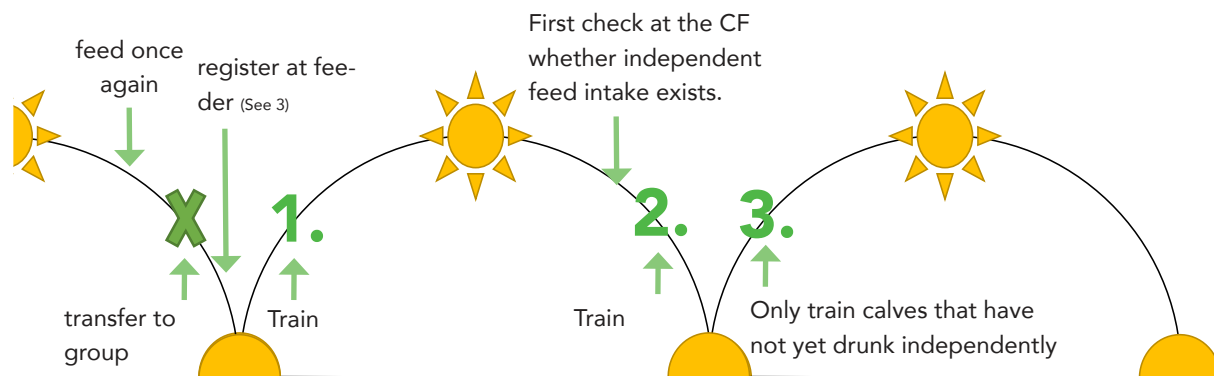 feed once
again
register at fee-
der (See 3)
First check at the CF
whether independent
feed intake exists.
X
1.
2.
3.
transfer to
group
Train
Train
Only train calves that have
not yet drunk independently